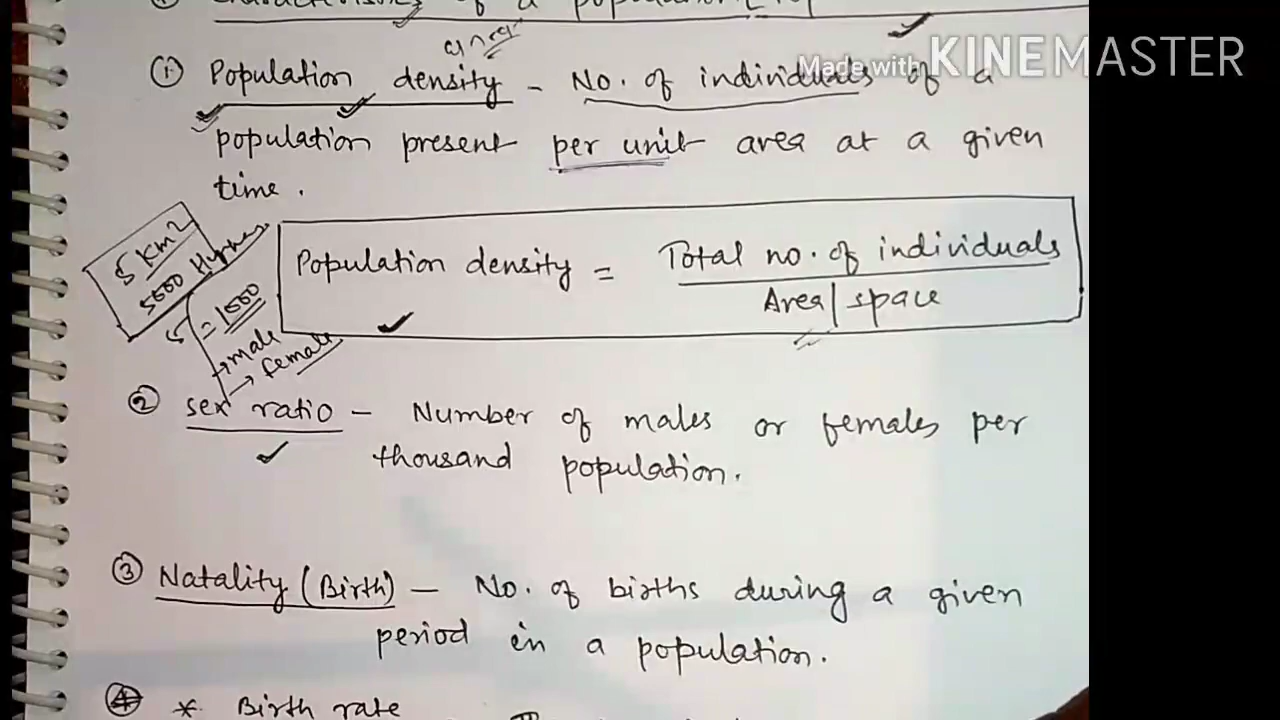 Characteristics of a population
Made with KINEMASTER
① Population density - No. of individuals of a
population present per unit area at a given
time.
5 km2
5000
5 = 1000
→ male
→ female
Population density = Total no. of individuals
Area | space
② sex ratio - Number of males or females per
thousand population.
③ Natality (Birth) - No. of births during a given
period in a population.
④ * Birth rate